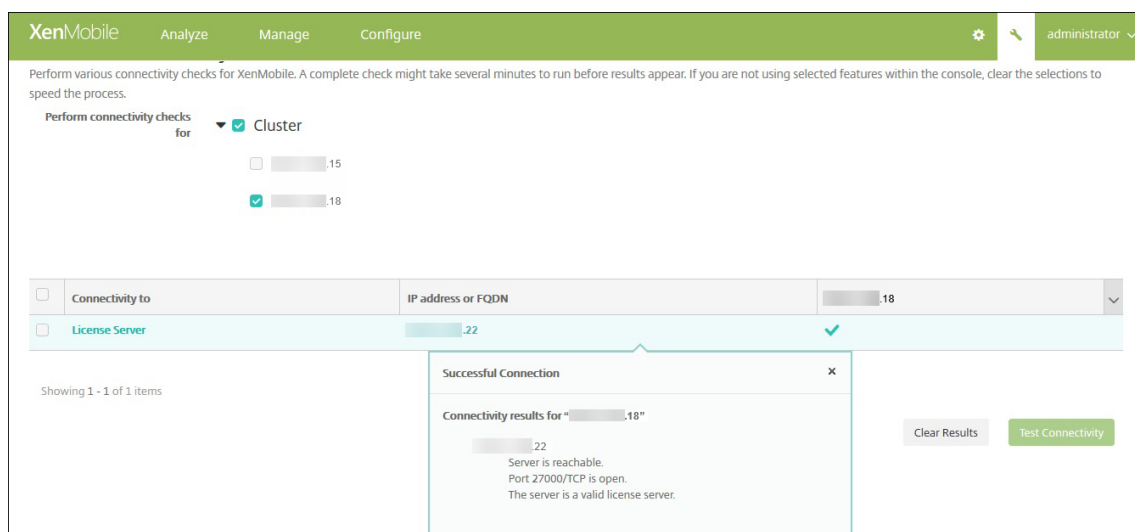 XenMobile Analyze Manage Configure administrator
Perform various connectivity checks for XenMobile. A complete check might take several minutes to run before results appear. If you are not using selected features within the console, clear the selections to
speed the process.
Perform connectivity checks
for
Cluster
.15
.18
Connectivity to IP address or FQDN .18
License Server .22
Successful Connection
Showing 1 - 1 of 1 items
Connectivity results for “ .18”
Clear Results Test Connectivity
.22
Server is reachable.
Port 27000/TCP is open.
The server is a valid license server.